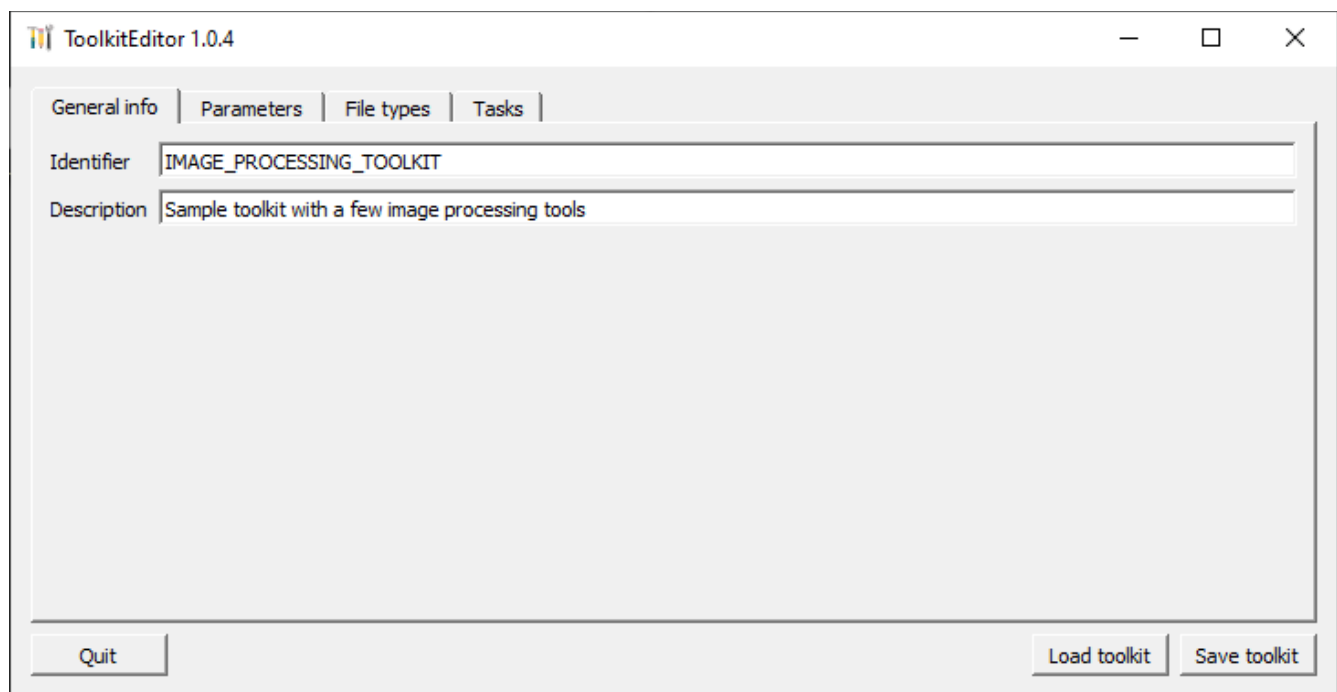 ToolkitEditor 1.0.4
General info Parameters File types Tasks
Identifier IMAGE_PROCESSING_TOOLKIT
Description Sample toolkit with a few image processing tools
Quit Load toolkit Save toolkit